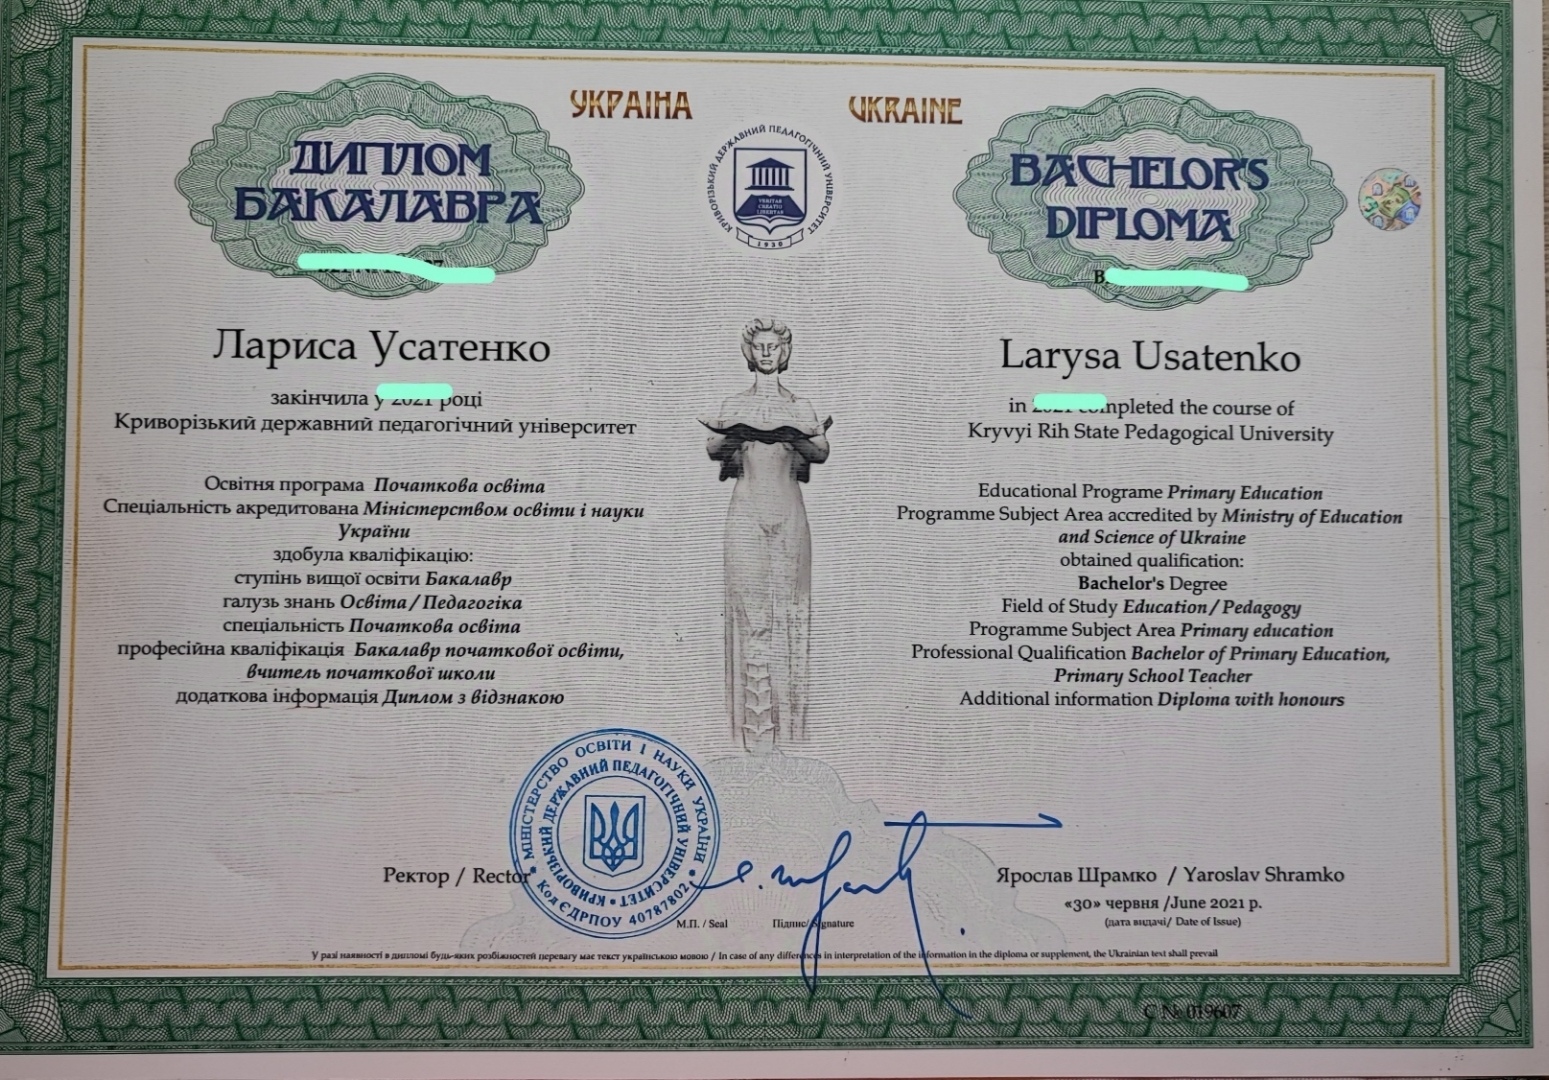 УКРАЇНА
UKRAINE
ДИПЛОМ
БАКАЛАВРА
КРИВОРІЗЬКИЙ ДЕРЖАВНИЙ ПЕДАГОГІЧНИЙ УНІВЕРСИТЕТ
VERITAS
CREATIO
LIBERTAS
1930
BACHELOR'S
DIPLOMA
Лариса Усатенко
закінчила у 2021 році
Криворізький державний педагогічний університет
Освітня програма Початкова освіта
Спеціальність акредитована Міністерством освіти і науки
України
здобула кваліфікацію:
ступінь вищої освіти Бакалавр
галузь знань Освіта / Педагогіка
спеціальність Початкова освіта
професійна кваліфікація Бакалавр початкової освіти,
вчитель початкової школи
додаткова інформація Диплом з відзнакою
Larysa Usatenko
in 2021 completed the course of
Kryvyi Rih State Pedagogical University
Educational Programe Primary Education
Programme Subject Area accredited by Ministry of Education
and Science of Ukraine
obtained qualification:
Bachelor's Degree
Field of Study Education / Pedagogy
Programme Subject Area Primary education
Professional Qualification Bachelor of Primary Education,
Primary School Teacher
Additional information Diploma with honours
МІНІСТЕРСТВО ОСВІТИ І НАУКИ УКРАЇНИ
КРИВОРІЗЬКИЙ ДЕРЖАВНИЙ ПЕДАГОГІЧНИЙ УНІВЕРСИТЕТ
Код ЄДРПОУ 40787802
Ректор / Rector
М.П. / Seal
Підпис/ Signature
Ярослав Шрамко / Yaroslav Shramko
«30» червня /June 2021 р.
(дата видачі/ Date of Issue)
У разі наявності в дипломі будь-яких розбіжностей перевагу має текст українською мовою / In case of any differences in interpretation of the information in the diploma or supplement, the Ukrainian text shall prevail
С № 019607